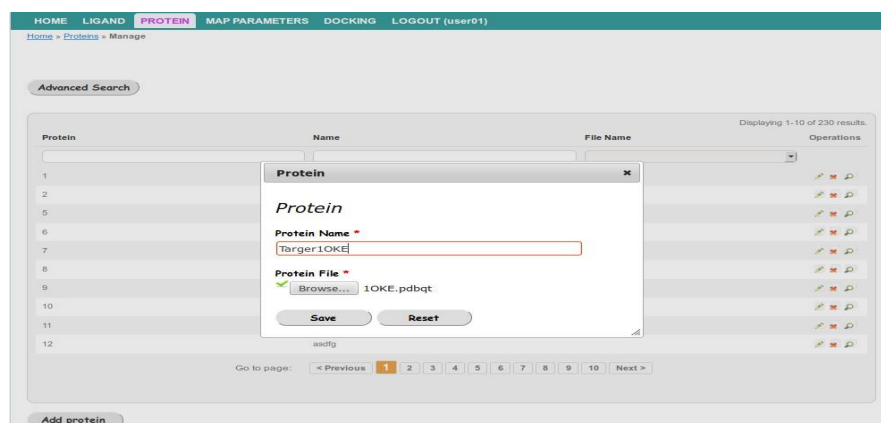 HOME LIGAND PROTEIN MAP PARAMETERS DOCKING LOGOUT (user01)
Home » Proteins » Manage
Advanced Search
Displaying 1-10 of 230 results.
Protein Name File Name Operations
Protein
1
2
Protein
5
6
Protein Name *
7
Targer1OKE
8
Protein File *
9
Browse... 1OKE.pdbqt
10
Save Reset
11
12 asdfg
Go to page: < Previous 1 2 3 4 5 6 7 8 9 10 Next >
Add protein